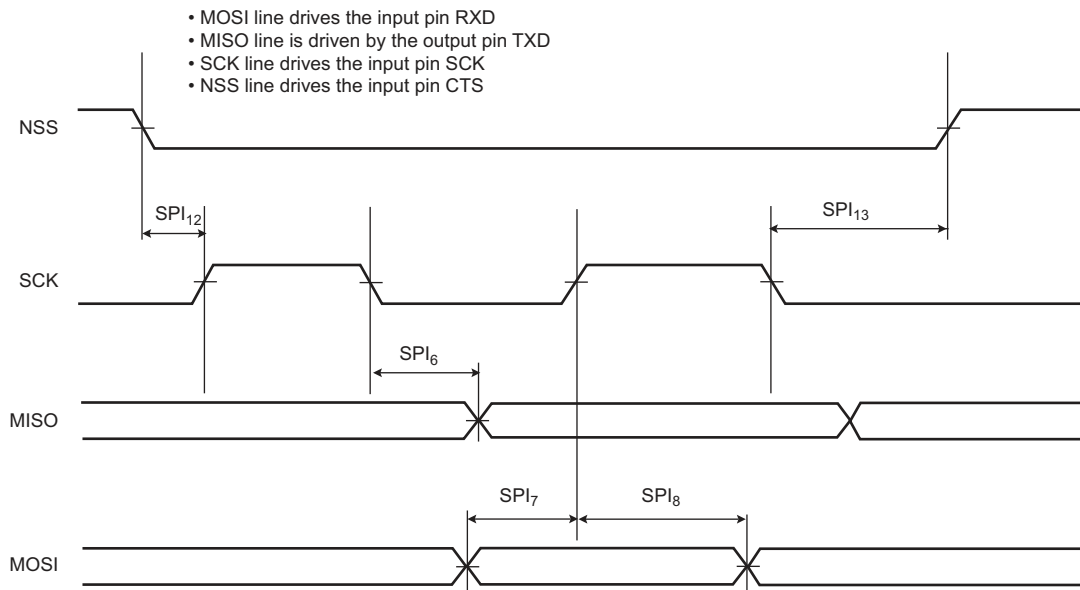 • MOSI line drives the input pin RXD
• MISO line is driven by the output pin TXD
• SCK line drives the input pin SCK
• NSS line drives the input pin CTS
NSS
SPI12
SPI13
SCK
SPI6
MISO
SPI7
SPI8
MOSI